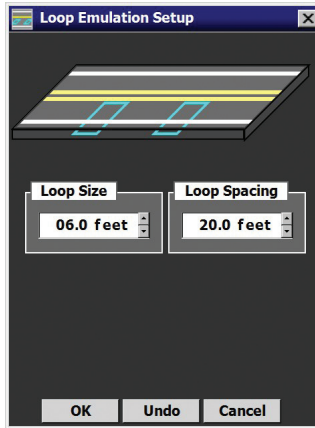 Loop Emulation Setup
Loop Size Loop Spacing
06.0 feet 20.0 feet
OK Undo Cancel